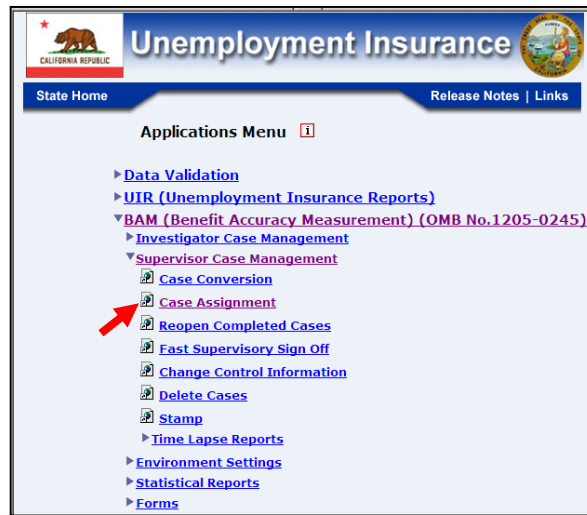 Unemployment Insurance
CALIFORNIA REPUBLIC
State Home
Release Notes | Links
Applications Menu i
Data Validation
UIR (Unemployment Insurance Reports)
BAM (Benefit Accuracy Measurement) (OMB No.1205-0245)
Investigator Case Management
Supervisor Case Management
Case Conversion
Case Assignment
Reopen Completed Cases
Fast Supervisory Sign Off
Change Control Information
Delete Cases
Stamp
Time Lapse Reports
Environment Settings
Statistical Reports
Forms